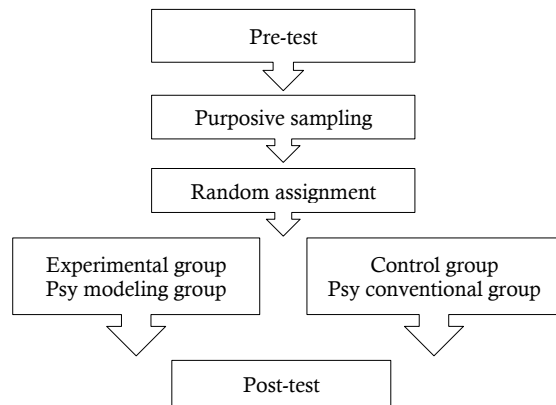 Pre-test
Purposive sampling
Random assignment
Experimental group
Psy modeling group
Control group
Psy conventional group
Post-test